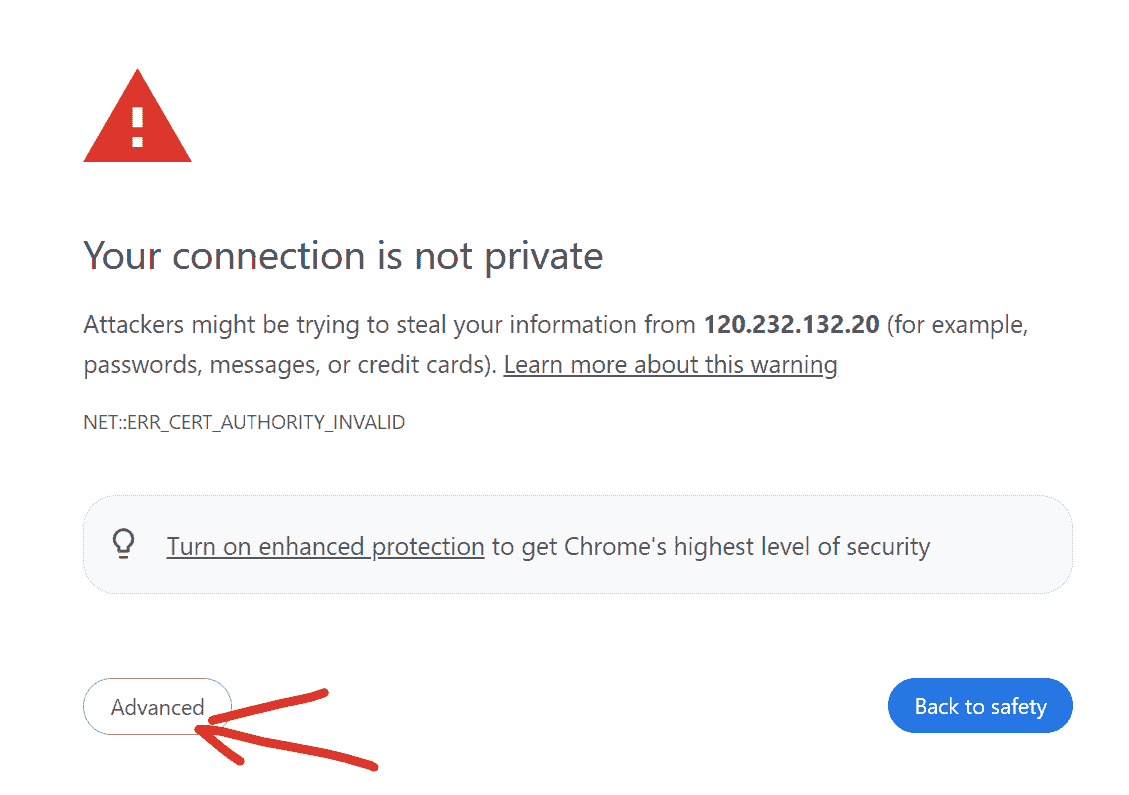 Your connection is not private
Attackers might be trying to steal your information from 120.232.132.20 (for example,
passwords, messages, or credit cards). Learn more about this warning
NET::ERR_CERT_AUTHORITY_INVALID
Turn on enhanced protection to get Chrome's highest level of security
Advanced
Back to safety